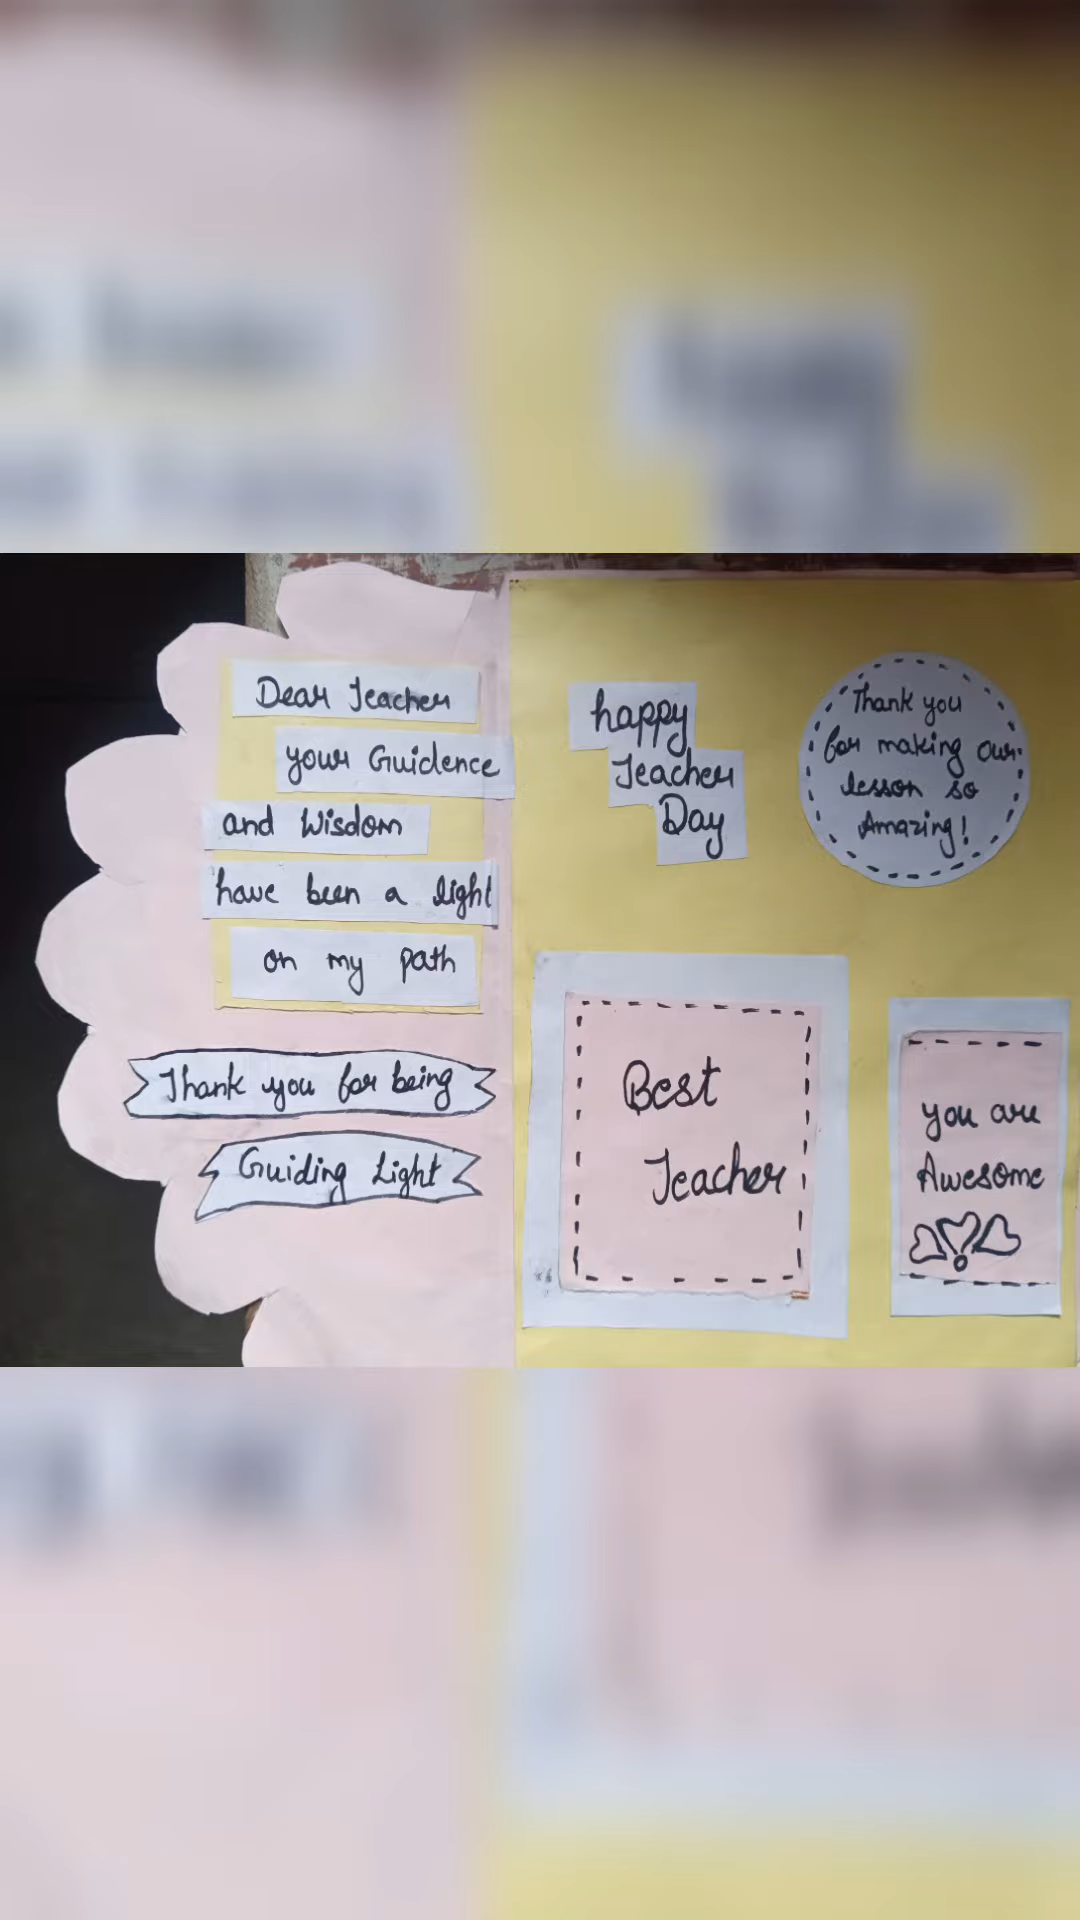 Dear Teacher
your Guidence
and Wisdom
have been a light
on my path
Thank you for being
Guiding Light
happy
Teacher
Day
Thank you
for making our
lesson so
Amazing!
Best
Teacher
you are
Awesome